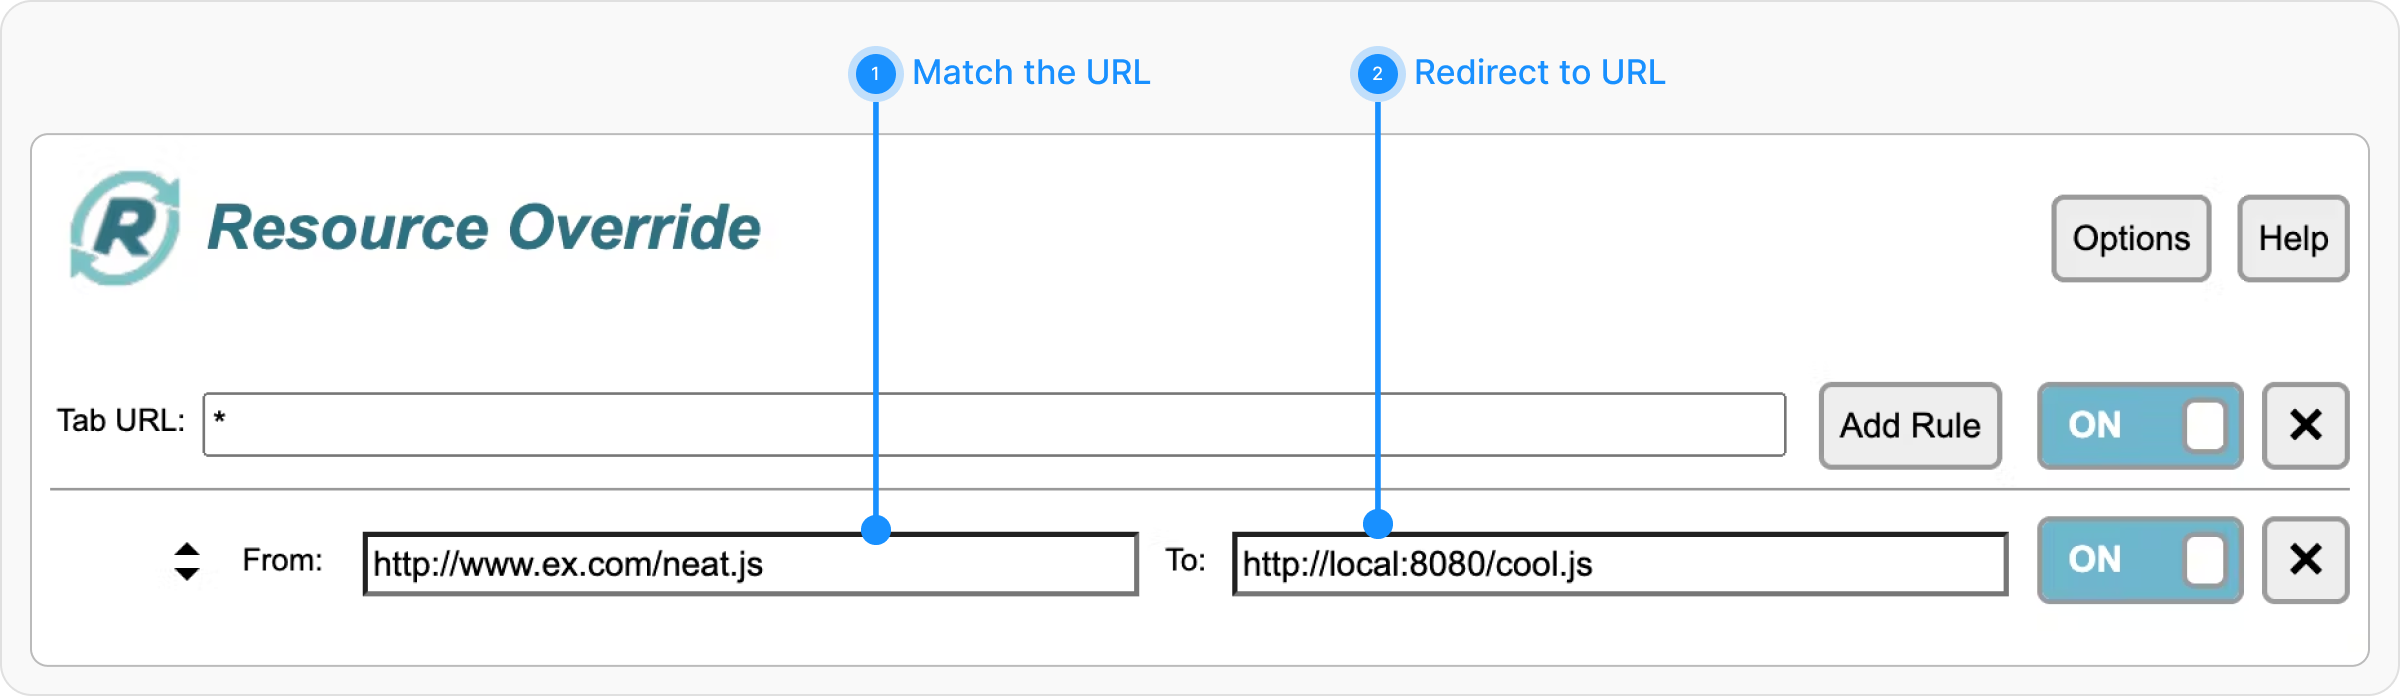 1 Match the URL
2 Redirect to URL
R Resource Override
Options Help
Tab URL: * Add Rule ON ✕
From: http://www.ex.com/neat.js To: http://local:8080/cool.js ON ✕